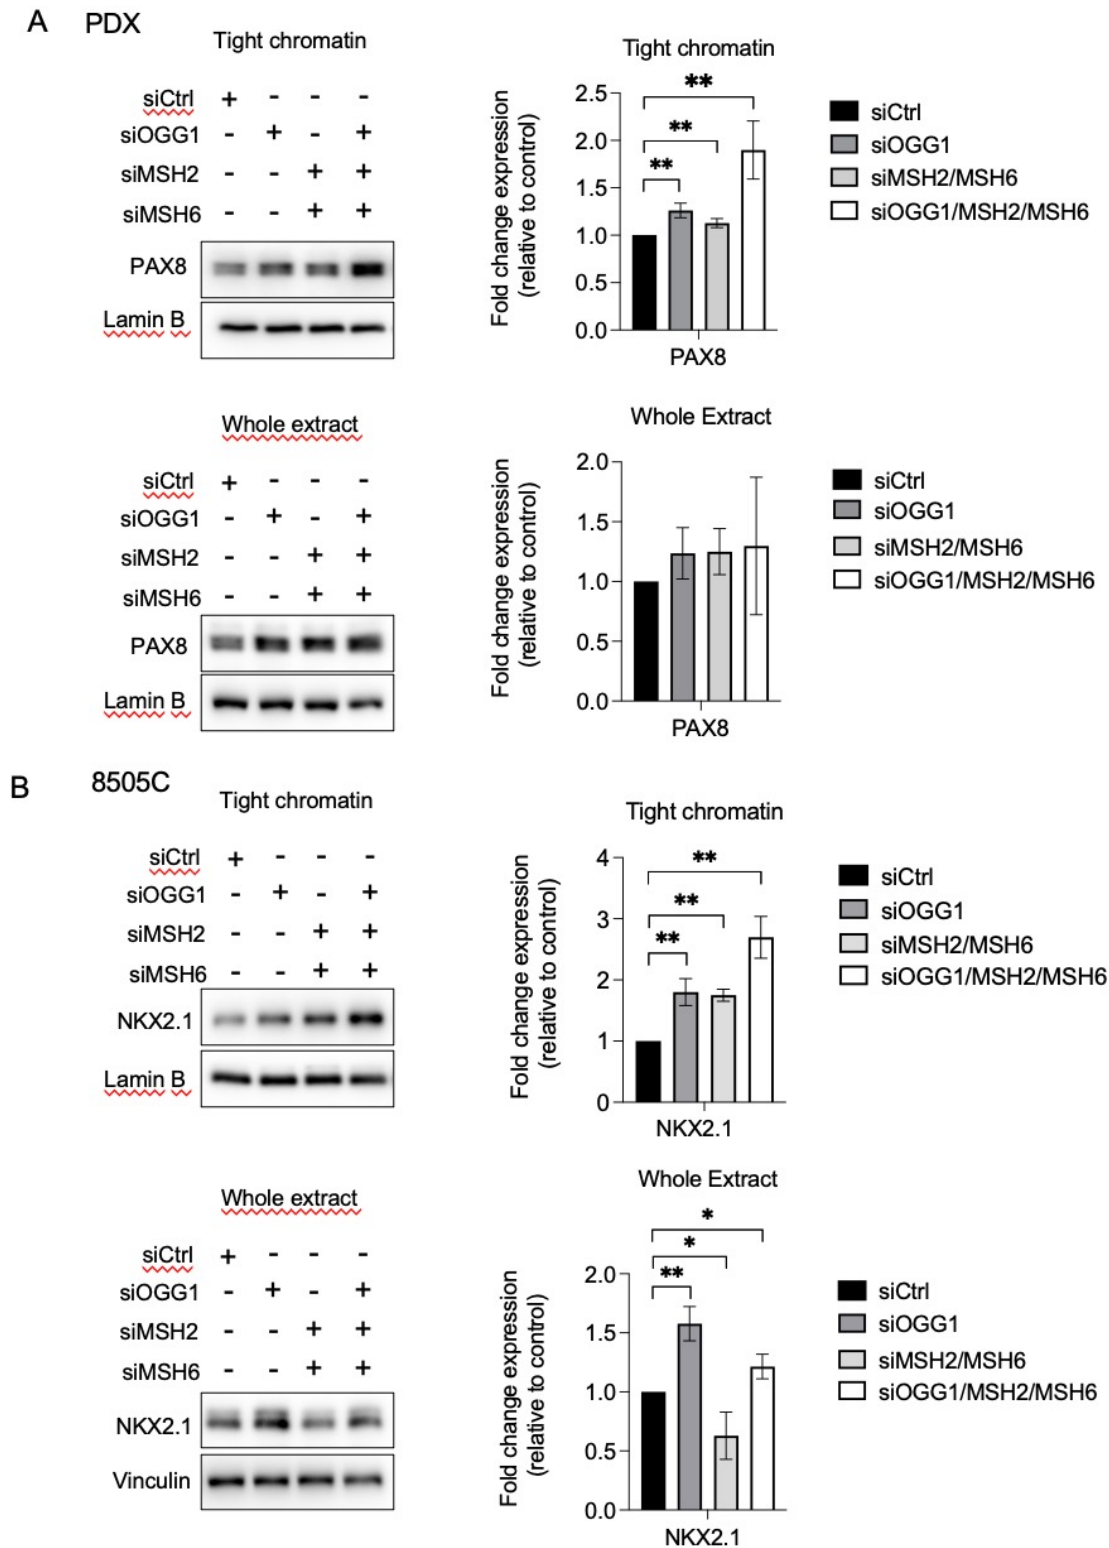 A PDX
Tight chromatin
siCtrl + - - -
siOGG1 - + - +
siMSH2 - - + +
siMSH6 - - + +
PAX8
Lamin B
Tight chromatin
Fold change expression
(relative to control)
2.5
2.0
1.5
1.0
0.5
0.0
**
**
**
PAX8
siCtrl
siOGG1
siMSH2/MSH6
siOGG1/MSH2/MSH6
Whole extract
siCtrl + - - -
siOGG1 - + - +
siMSH2 - - + +
siMSH6 - - + +
PAX8
Lamin B
Whole Extract
Fold change expression
(relative to control)
2.0
1.5
1.0
0.5
0.0
PAX8
siCtrl
siOGG1
siMSH2/MSH6
siOGG1/MSH2/MSH6
B 8505C
Tight chromatin
siCtrl + - - -
siOGG1 - + - +
siMSH2 - - + +
siMSH6 - - + +
NKX2.1
Lamin B
Tight chromatin
Fold change expression
(relative to control)
4
3
2
1
0
**
**
**
NKX2.1
siCtrl
siOGG1
siMSH2/MSH6
siOGG1/MSH2/MSH6
Whole extract
siCtrl + - - -
siOGG1 - + - +
siMSH2 - - + +
siMSH6 - - + +
NKX2.1
Vinculin
Whole Extract
Fold change expression
(relative to control)
2.0
1.5
1.0
0.5
0.0
*
*
**
NKX2.1
siCtrl
siOGG1
siMSH2/MSH6
siOGG1/MSH2/MSH6